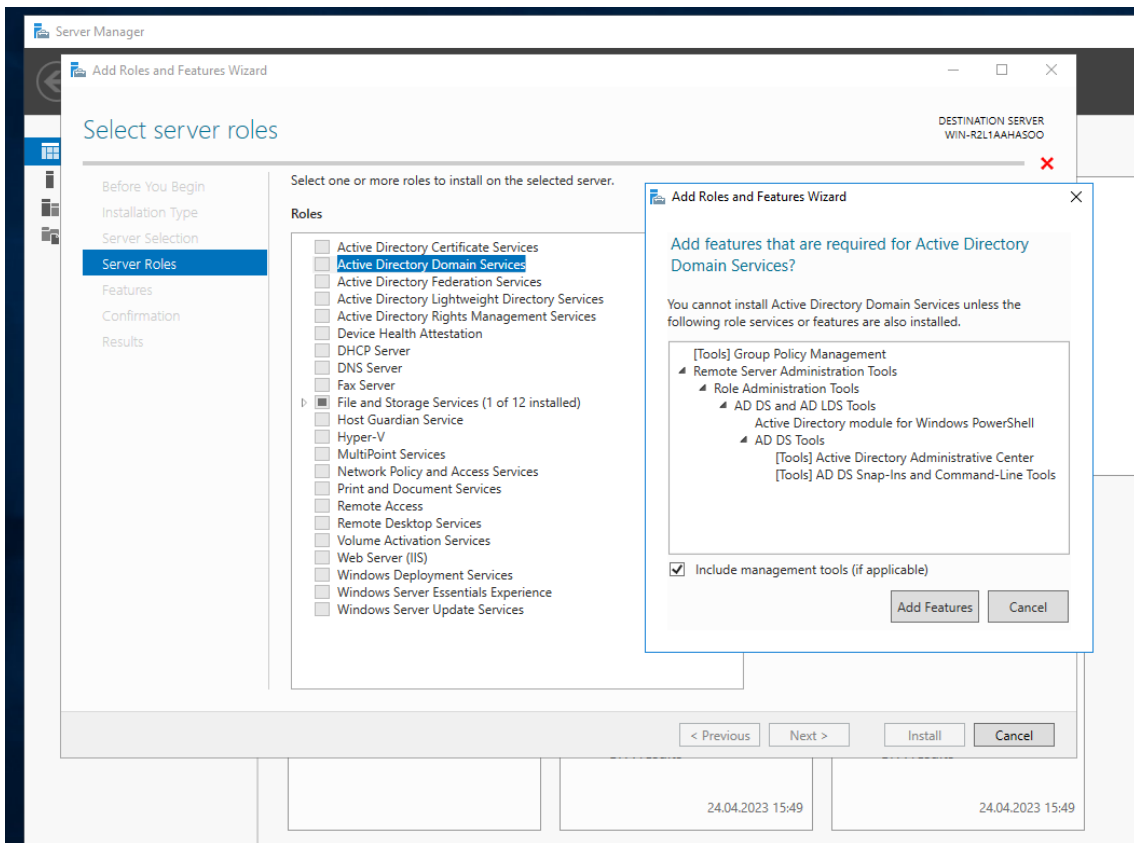 Server Manager
Add Roles and Features Wizard
Select server roles
DESTINATION SERVER
WIN-R2L1AAHASOO
Before You Begin
Installation Type
Server Selection
Server Roles
Features
Confirmation
Results
Select one or more roles to install on the selected server.
Roles
Active Directory Certificate Services
Active Directory Domain Services
Active Directory Federation Services
Active Directory Lightweight Directory Services
Active Directory Rights Management Services
Device Health Attestation
DHCP Server
DNS Server
Fax Server
File and Storage Services (1 of 12 installed)
Host Guardian Service
Hyper-V
MultiPoint Services
Network Policy and Access Services
Print and Document Services
Remote Access
Remote Desktop Services
Volume Activation Services
Web Server (IIS)
Windows Deployment Services
Windows Server Essentials Experience
Windows Server Update Services
Add Roles and Features Wizard
Add features that are required for Active Directory
Domain Services?
You cannot install Active Directory Domain Services unless the
following role services or features are also installed.
[Tools] Group Policy Management
Remote Server Administration Tools
Role Administration Tools
AD DS and AD LDS Tools
Active Directory module for Windows PowerShell
AD DS Tools
[Tools] Active Directory Administrative Center
[Tools] AD DS Snap-Ins and Command-Line Tools
Include management tools (if applicable)
Add Features
Cancel
< Previous
Next >
Install
Cancel
24.04.2023 15:49
24.04.2023 15:49